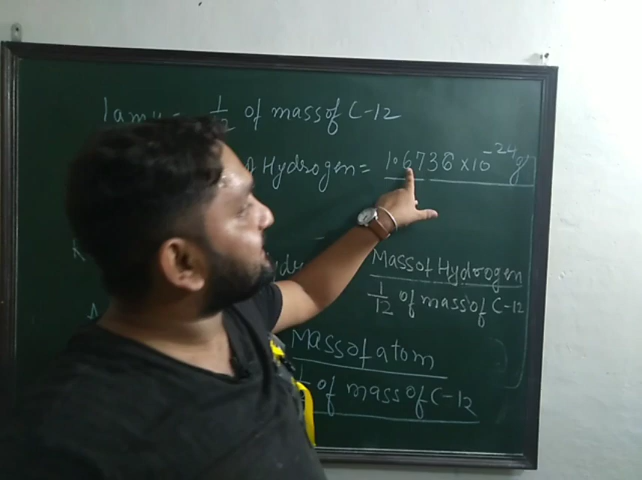 1 amu = 1/12 of mass of C-12
Hydrogen = 1.6736 × 10⁻²⁴ g
Mass of Hydrogen
1/12 of mass of C-12
Mass of atom
of mass of C-12